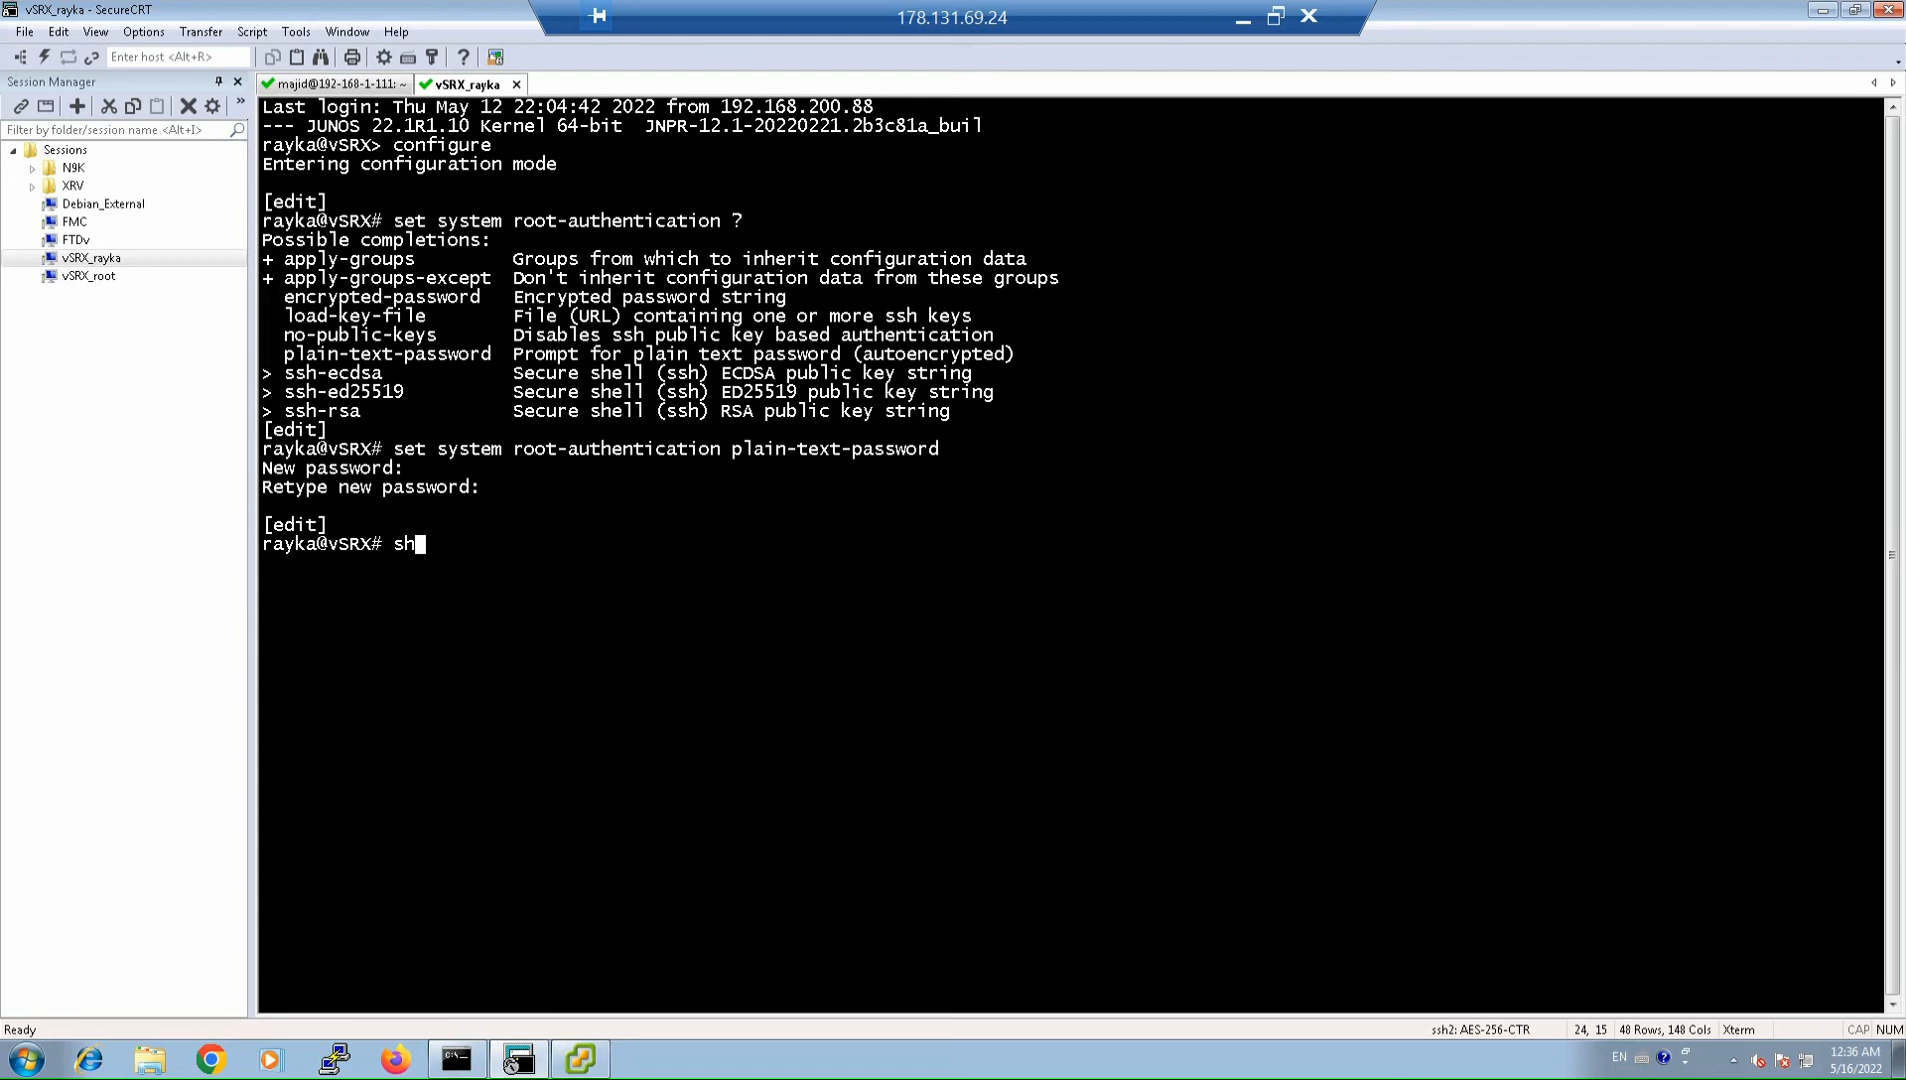 vSRX_rayka - SecureCRT
178.131.69.24
File Edit View Options Transfer Script Tools Window Help
Enter host <Alt+R>
Session Manager
majid@192-168-1-111: ~
vSRX_rayka
Filter by folder/session name <Alt+I>
Sessions
N9K
XRV
Debian_External
FMC
FTDv
vSRX_rayka
vSRX_root
Last login: Thu May 12 22:04:42 2022 from 192.168.200.88
--- JUNOS 22.1R1.10 Kernel 64-bit  JNPR-12.1-20220221.2b3c81a_buil
rayka@vSRX> configure
Entering configuration mode
[edit]
rayka@vSRX# set system root-authentication ?
Possible completions:
+ apply-groups         Groups from which to inherit configuration data
+ apply-groups-except  Don't inherit configuration data from these groups
  encrypted-password   Encrypted password string
  load-key-file        File (URL) containing one or more ssh keys
  no-public-keys       Disables ssh public key based authentication
  plain-text-password  Prompt for plain text password (autoencrypted)
> ssh-ecdsa            Secure shell (ssh) ECDSA public key string
> ssh-ed25519          Secure shell (ssh) ED25519 public key string
> ssh-rsa              Secure shell (ssh) RSA public key string
[edit]
rayka@vSRX# set system root-authentication plain-text-password
New password:
Retype new password:
[edit]
rayka@vSRX# sh
Ready
ssh2: AES-256-CTR
24, 15
48 Rows, 148 Cols
Xterm
CAP NUM
EN
12:36 AM
5/16/2022